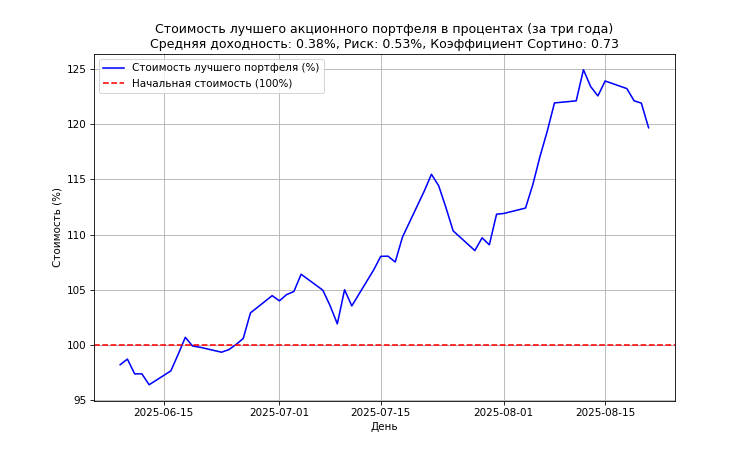 Стоимость лучшего акционного портфеля в процентах (за три года)
Средняя доходность: 0.38%, Риск: 0.53%, Коэффициент Сортино: 0.73
Стоимость лучшего портфеля (%)
Начальная стоимость (100%)
Стоимость (%)
125
120
115
110
105
100
95
2025-06-15
2025-07-01
2025-07-15
2025-08-01
2025-08-15
День